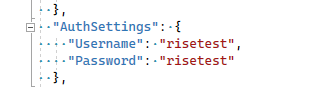 },
"AuthSettings": {
"Username": "risetest",
"Password": "risetest"
},